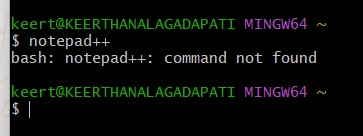 keert@KEERTHANALAGADAPATI MINGW64 ~
$ notepad++
bash: notepad++: command not found
keert@KEERTHANALAGADAPATI MINGW64 ~
$